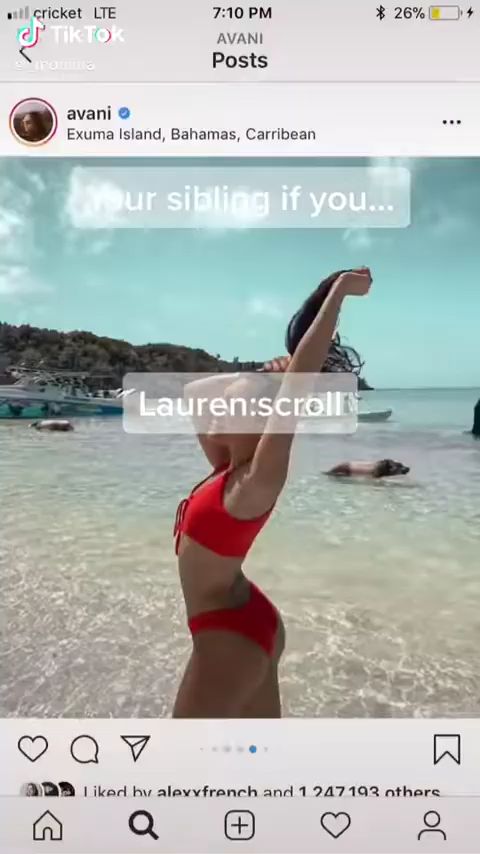 cricket LTE 7:10 PM 26%
TikTok
AVANI
Posts
avani
Exuma Island, Bahamas, Carribean
Your sibling if you...
Lauren:scroll
Liked by alexxfrench and 1,247,193 others